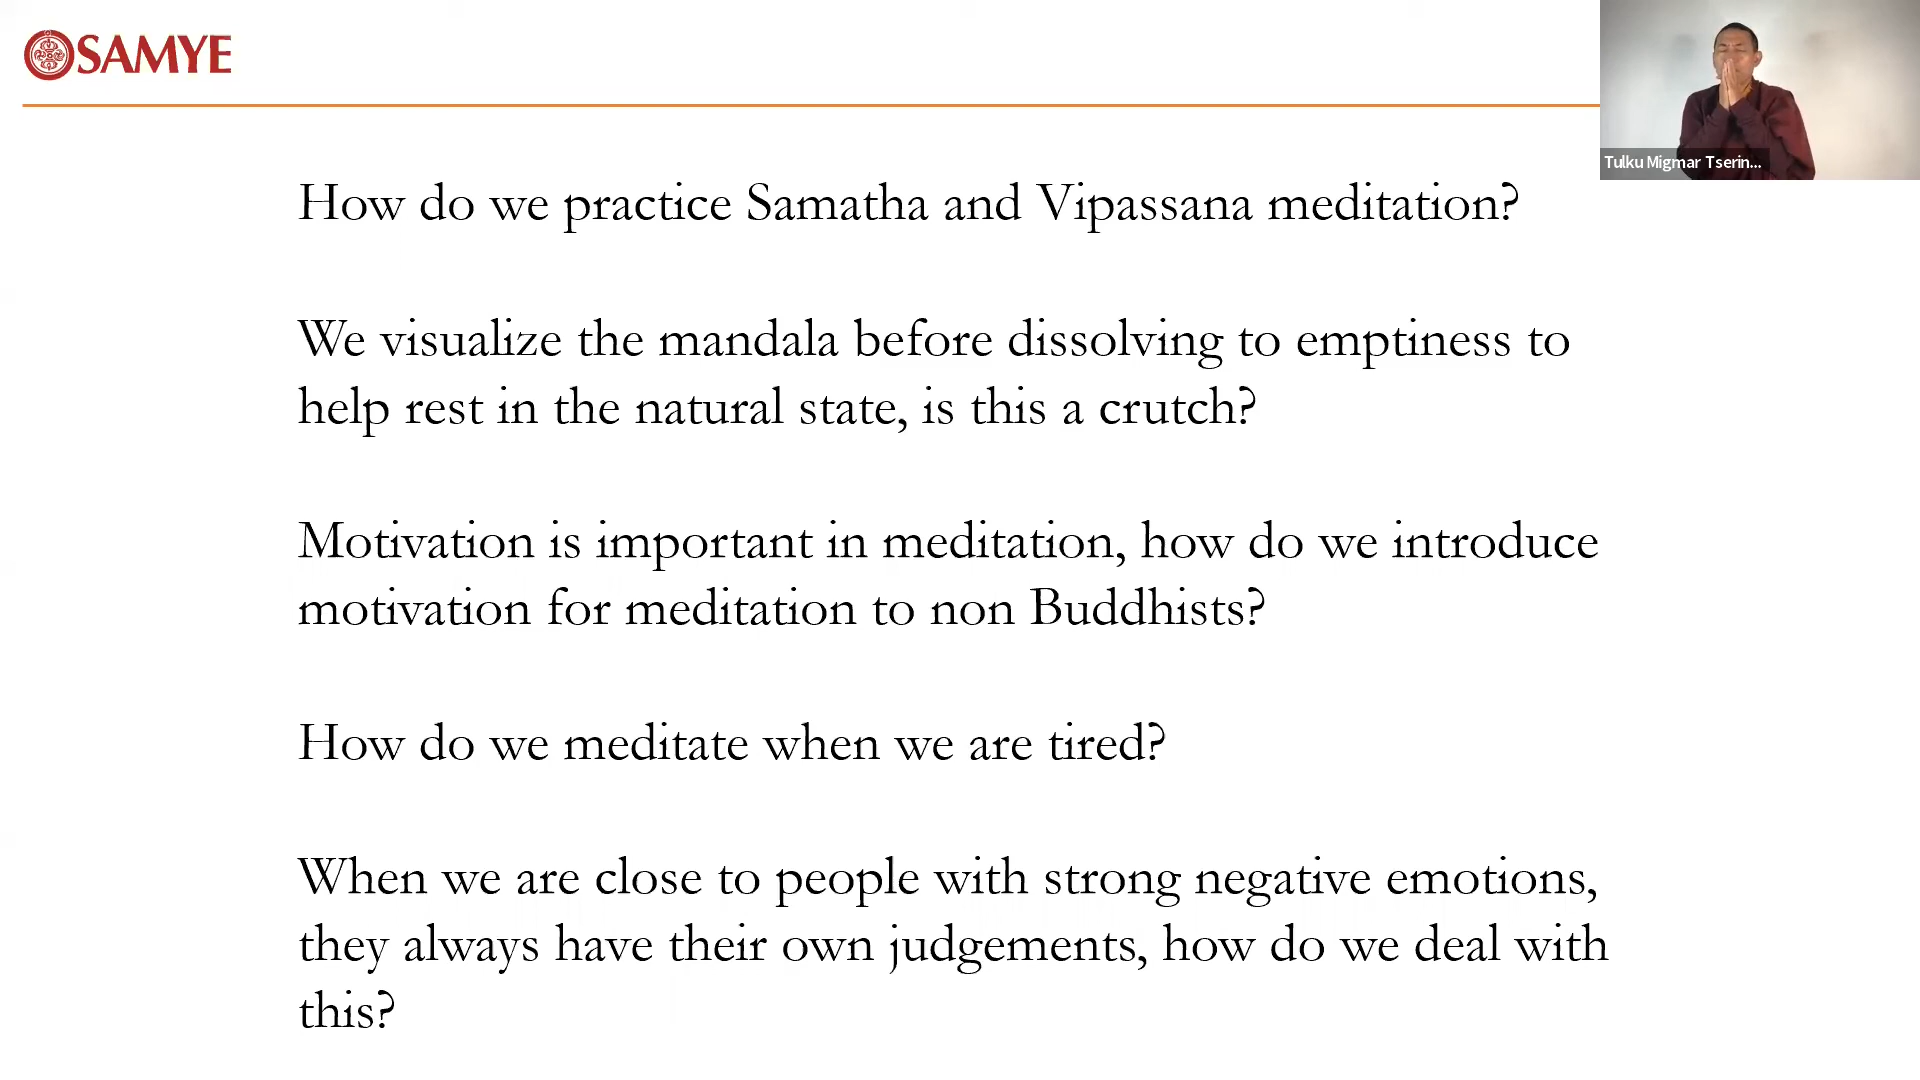 SAMYE
Tulku Migmar Tserin...
How do we practice Samatha and Vipassana meditation?
We visualize the mandala before dissolving to emptiness to
help rest in the natural state, is this a crutch?
Motivation is important in meditation, how do we introduce
motivation for meditation to non Buddhists?
How do we meditate when we are tired?
When we are close to people with strong negative emotions,
they always have their own judgements, how do we deal with
this?